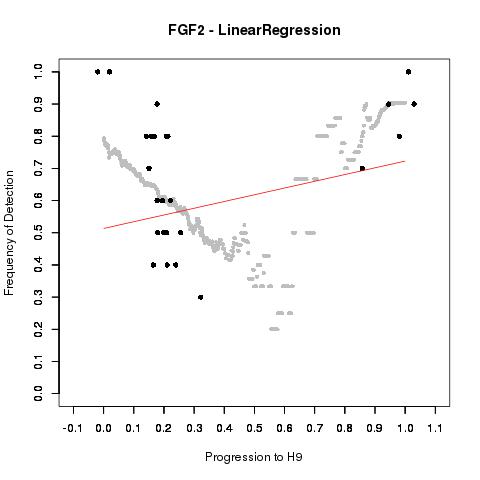 FGF2 - LinearRegression
Frequency of Detection
1.0
0.9
0.8
0.7
0.6
0.5
0.4
0.3
0.2
0.1
0.0
-0.1 0.0 0.1 0.2 0.3 0.4 0.5 0.6 0.7 0.8 0.9 1.0 1.1
Progression to H9